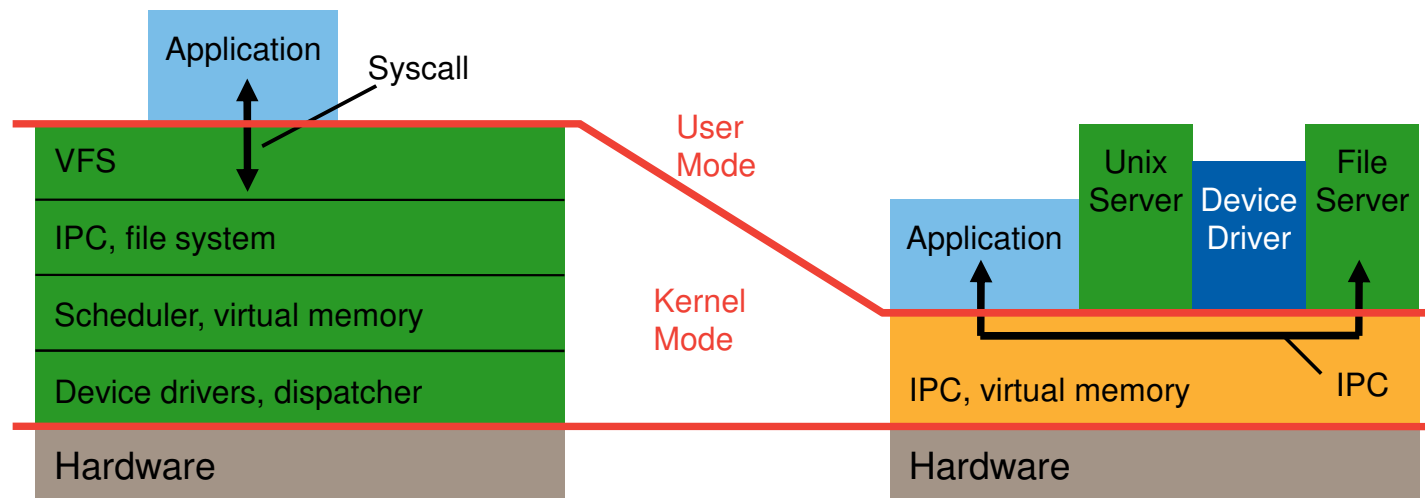 Application
Syscall
VFS
IPC, file system
Scheduler, virtual memory
Device drivers, dispatcher
Hardware
User
Mode
Kernel
Mode
Application
Unix
Server
Device
Driver
File
Server
IPC, virtual memory
IPC
Hardware